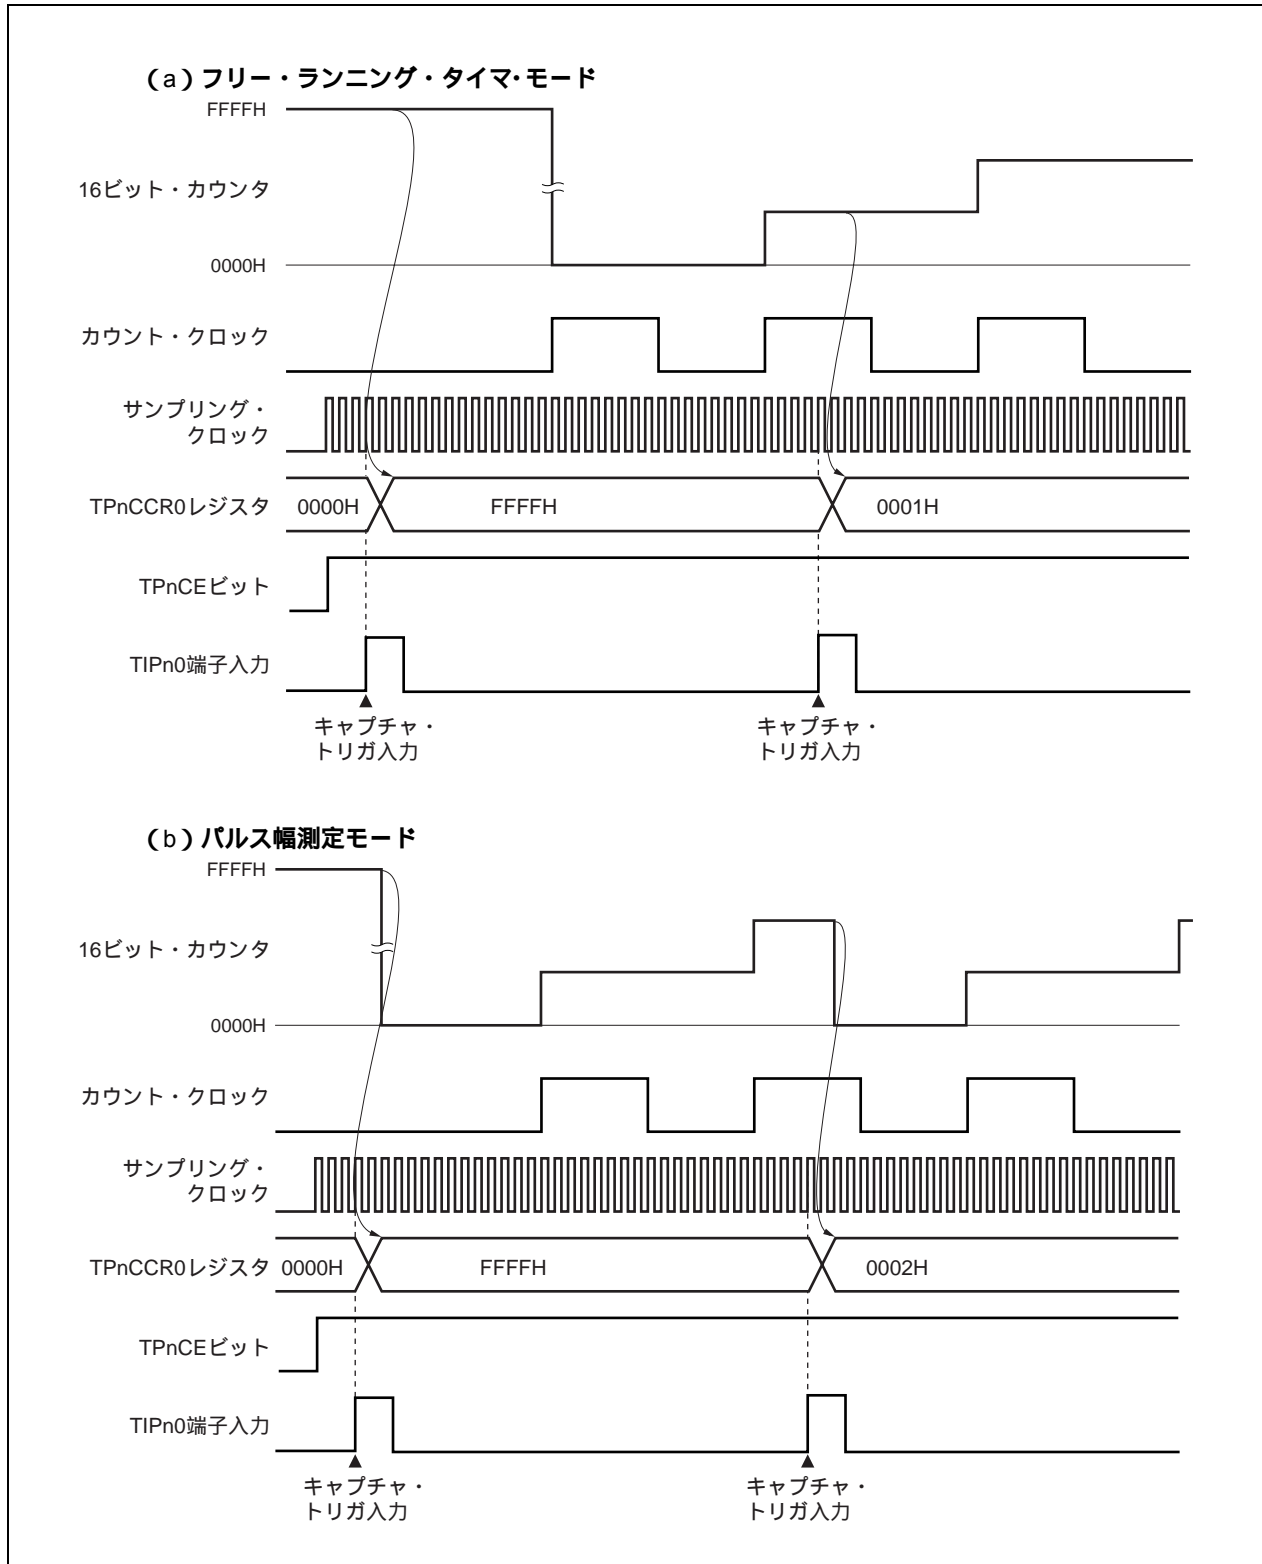 （a）フリー・ランニング・タイマ・モード
FFFFH
16ビット・カウンタ
0000H
カウント・クロック
サンプリング・
クロック
TPnCCR0レジスタ
0000H
FFFFH
0001H
TPnCEビット
TIPn0端子入力
キャプチャ・
トリガ入力
キャプチャ・
トリガ入力
（b）パルス幅測定モード
FFFFH
16ビット・カウンタ
0000H
カウント・クロック
サンプリング・
クロック
TPnCCR0レジスタ
0000H
FFFFH
0002H
TPnCEビット
TIPn0端子入力
キャプチャ・
トリガ入力
キャプチャ・
トリガ入力